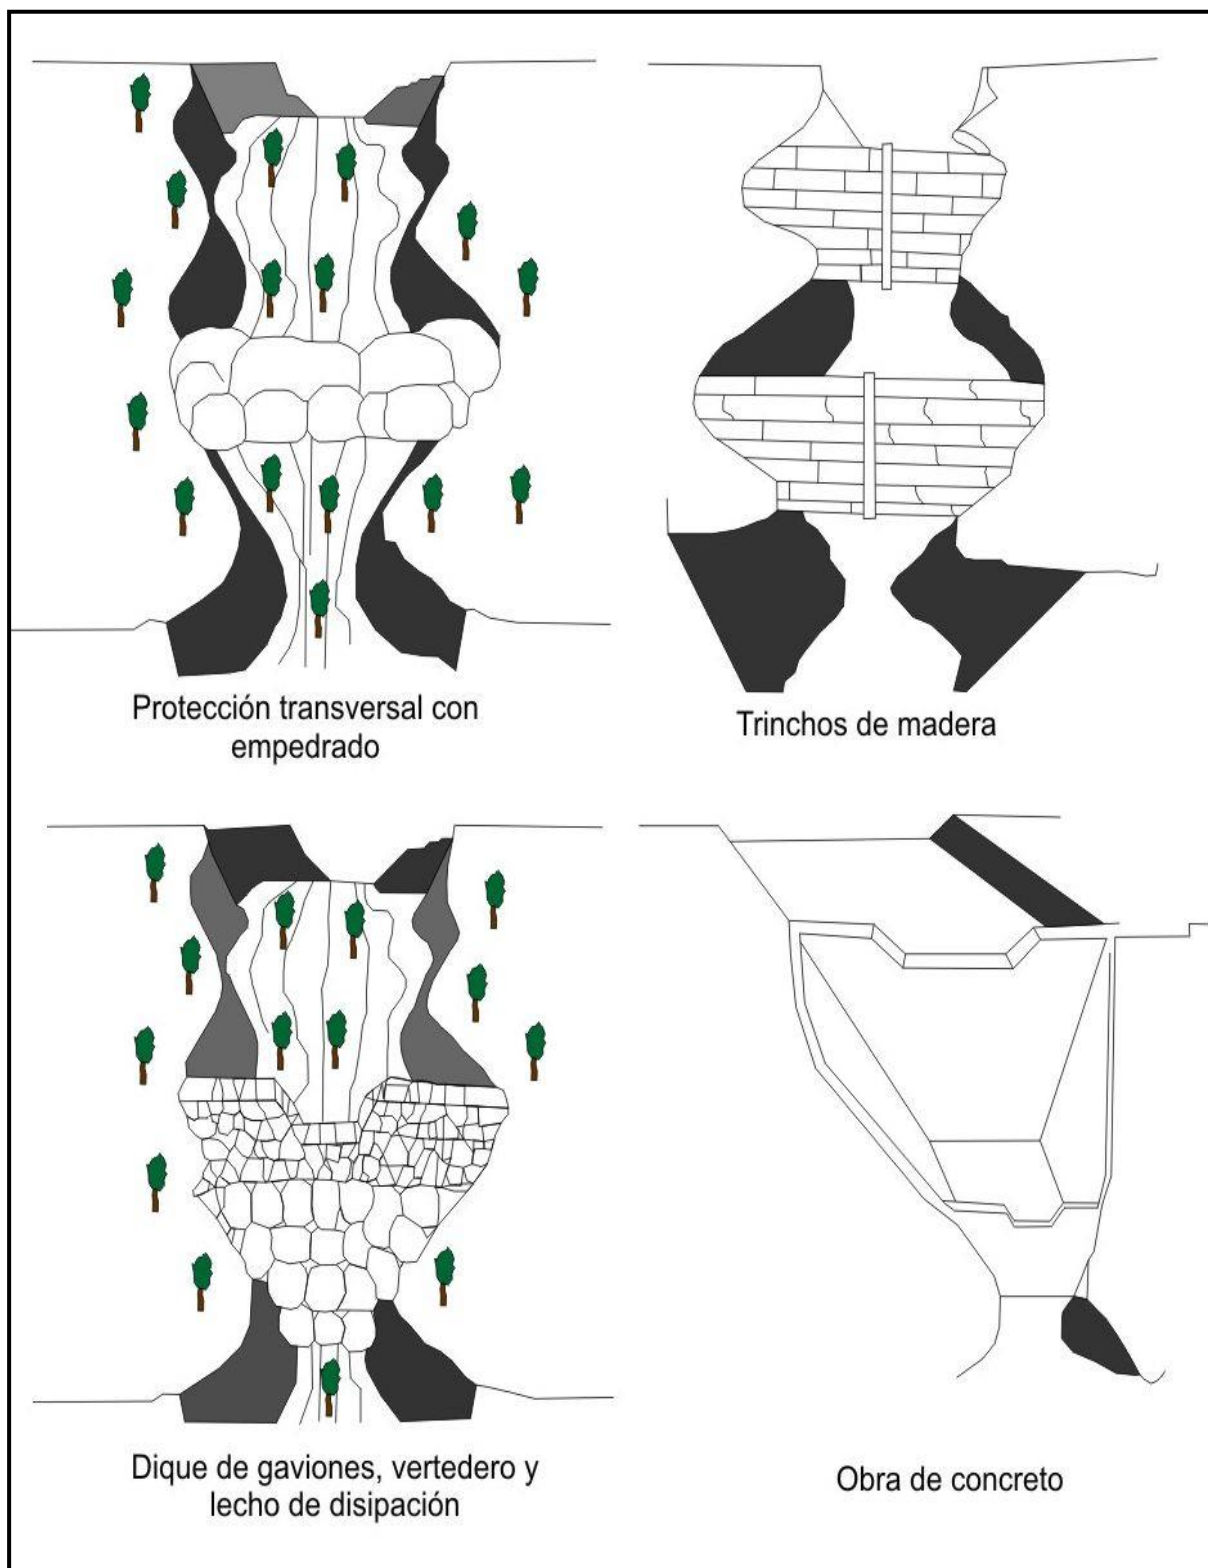 Protección transversal con
empedrado
Trinchos de madera
Dique de gaviones, vertedero y
lecho de disipación
Obra de concreto